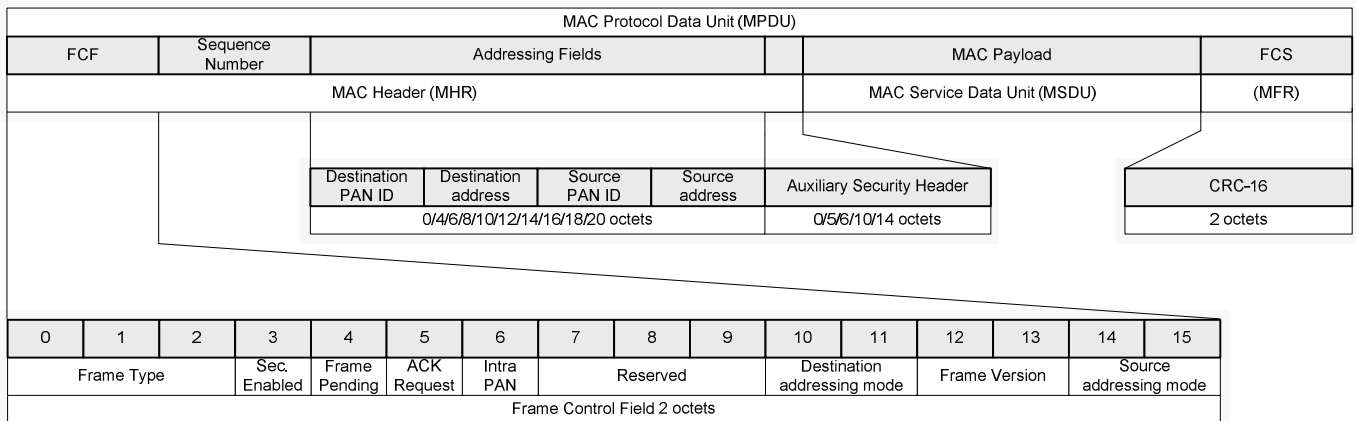 MAC Protocol Data Unit (MPDU)
FCF
Sequence
Number
Addressing Fields
MAC Payload
FCS
MAC Header (MHR)
MAC Service Data Unit (MSDU)
(MFR)
Destination
PAN ID
Destination
address
Source
PAN ID
Source
address
Auxiliary Security Header
CRC-16
0/4/6/8/10/12/14/16/18/20 octets
0/5/6/10/14 octets
2 octets
0 1 2 3 4 5 6 7 8 9 10 11 12 13 14 15
Frame Type
Sec.
Enabled
Frame
Pending
ACK
Request
Intra
PAN
Reserved
Destination
addressing mode
Frame Version
Source
addressing mode
Frame Control Field 2 octets